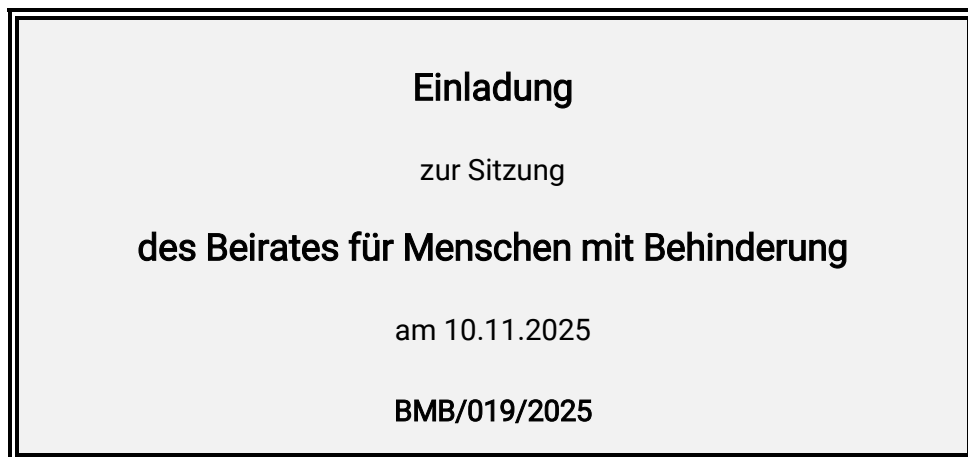 Einladung
zur Sitzung
des Beirates für Menschen mit Behinderung
am 10.11.2025
BMB/019/2025